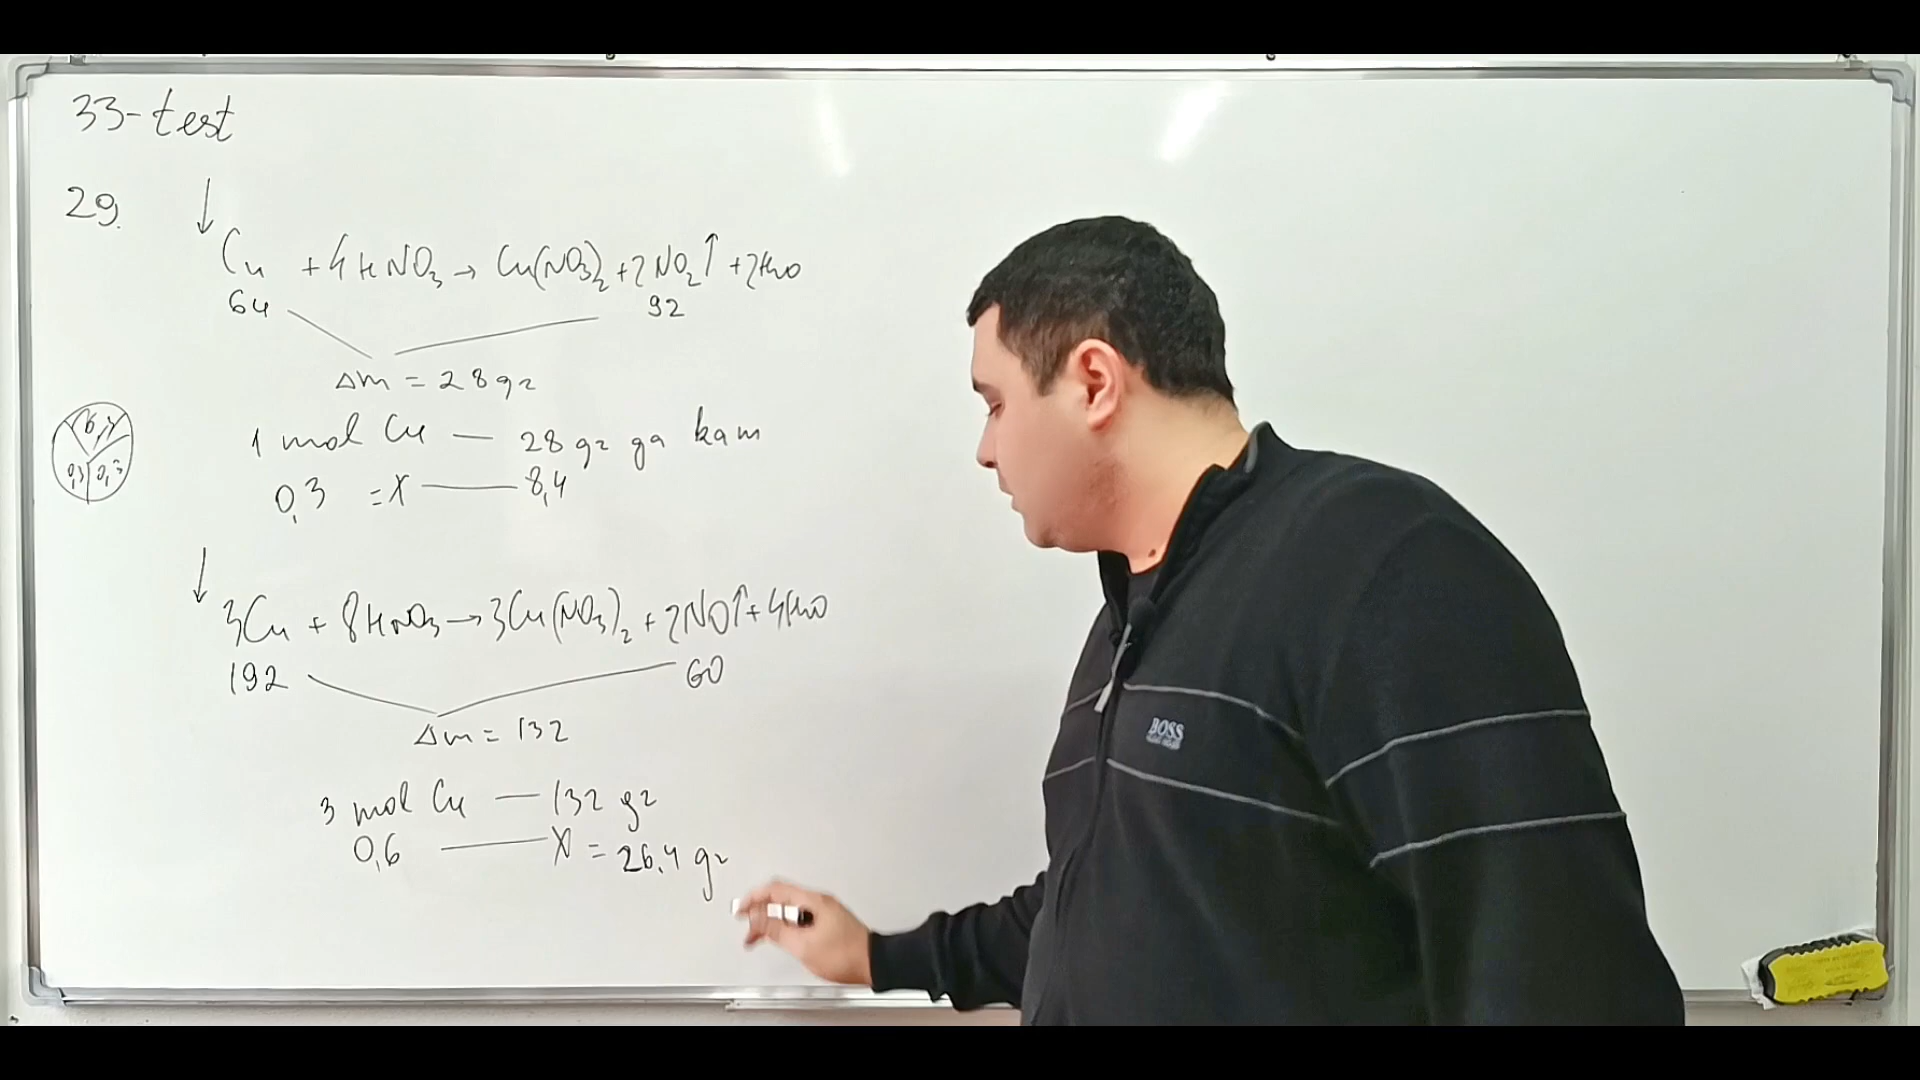 33-test
29.
↓
Cu + 4HNO₃ → Cu(NO₃)₂ + 2NO₂↑ + 2H₂O
64 92
Δm = 28 gr
0,3
0,3 0,3
1 mol Cu — 28 gr ga kam
0,3 = X — 8,4
↓
3Cu + 8HNO₃ → 3Cu(NO₃)₂ + 2NO↑ + 4H₂O
192 60
Δm = 132
3 mol Cu — 132 gr
0,6 — X = 26,4 gr
BOSS